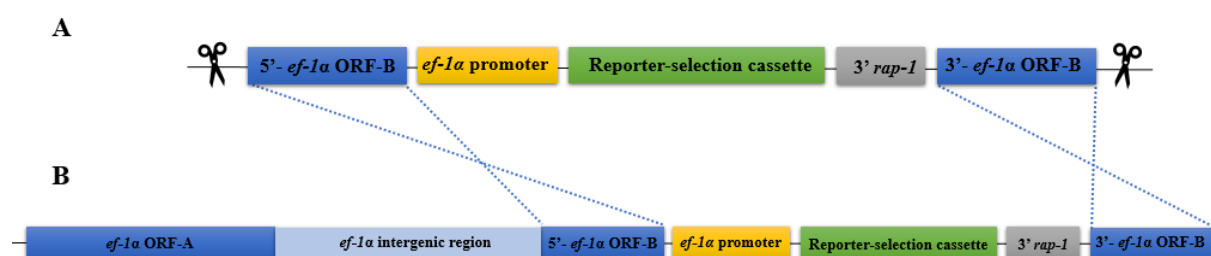 A
5’- ef-1α ORF-B ef-1α promoter Reporter-selection cassette 3’ rap-1 3’- ef-1α ORF-B
B
ef-1α ORF-A ef-1α intergenic region 5’- ef-1α ORF-B ef-1α promoter Reporter-selection cassette 3’ rap-1 3’- ef-1α ORF-B